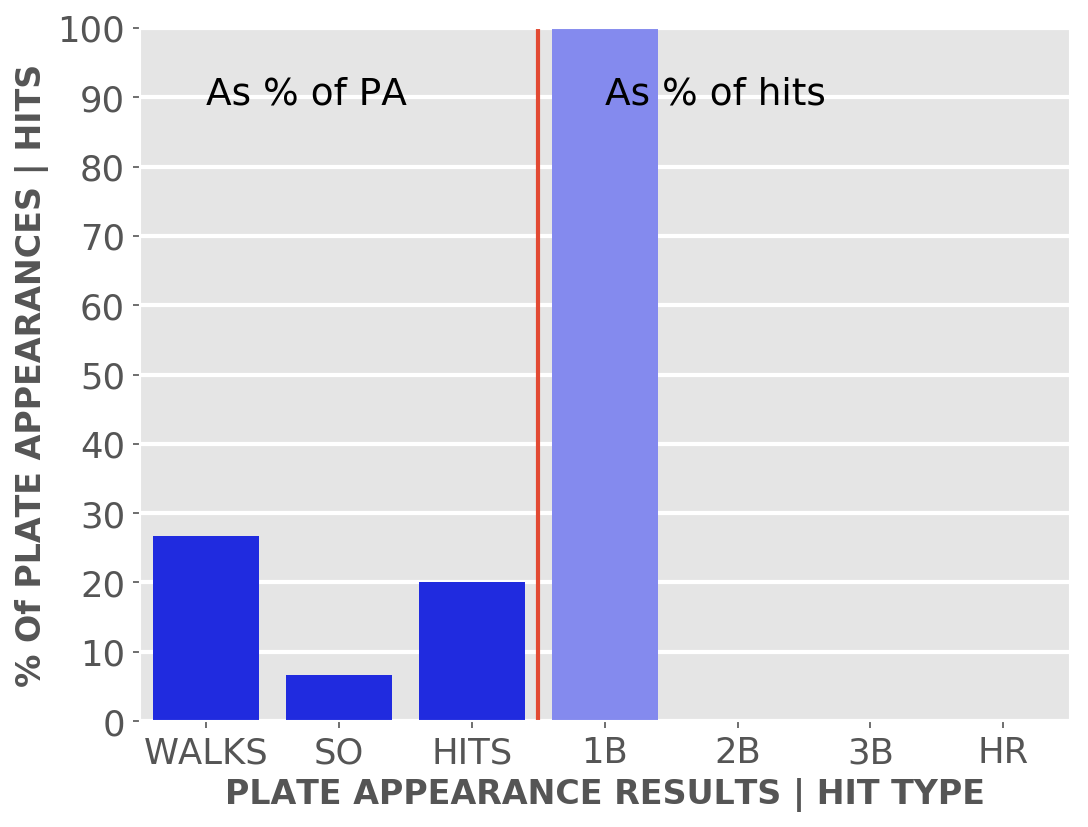 % Of PLATE APPEARANCES | HITS
100
90
80
70
60
50
40
30
20
10
0
As % of PA
As % of hits
WALKS SO HITS 1B 2B 3B HR
PLATE APPEARANCE RESULTS | HIT TYPE